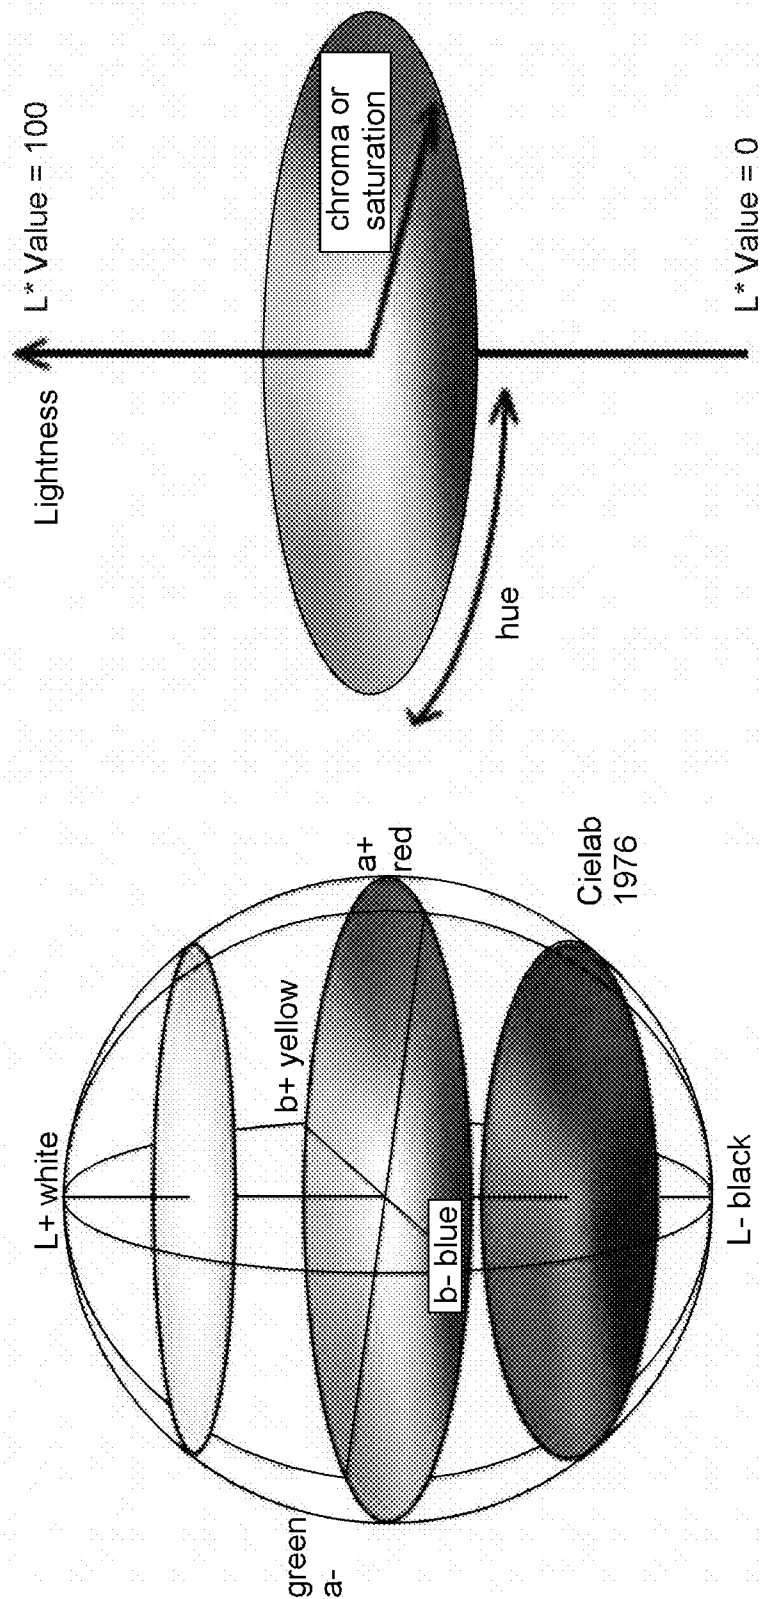 L+ white
b+ yellow
green
a-
a+
red
b- blue
Cielab
1976
L- black
Lightness
L* Value = 100
chroma or
saturation
hue
L* Value = 0